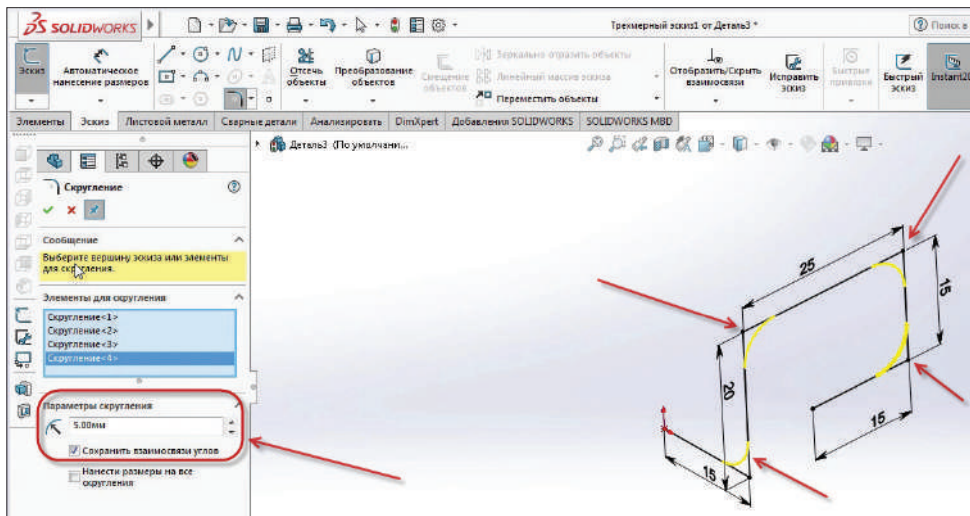 SOLIDWORKS
Трехмерный эскиз1 от Деталь3 *
Поиск в
Эскиз
Автоматическое нанесение размеров
Отсечь объекты
Преобразование объектов
Смещение объектов
Зеркально отразить объекты
Линейный массив эскиза
Переместить объекты
Отобразить/Скрыть взаимосвязи
Исправить эскиз
Быстрые привязки
Быстрый эскиз
Instant2D
Элементы
Эскиз
Листовой металл
Сварные детали
Анализировать
DimXpert
Добавления SOLIDWORKS
SOLIDWORKS MBD
Деталь3 (По умолчани...
Скругление
Сообщение
Выберите вершину эскиза или элементы
для скругления.
Элементы для скругления
Скругление<1>
Скругление<2>
Скругление<3>
Скругление<4>
Параметры скругления
5.00мм
Сохранить взаимосвязи углов
Нанести размеры на все
скругления
25
15
20
15
15